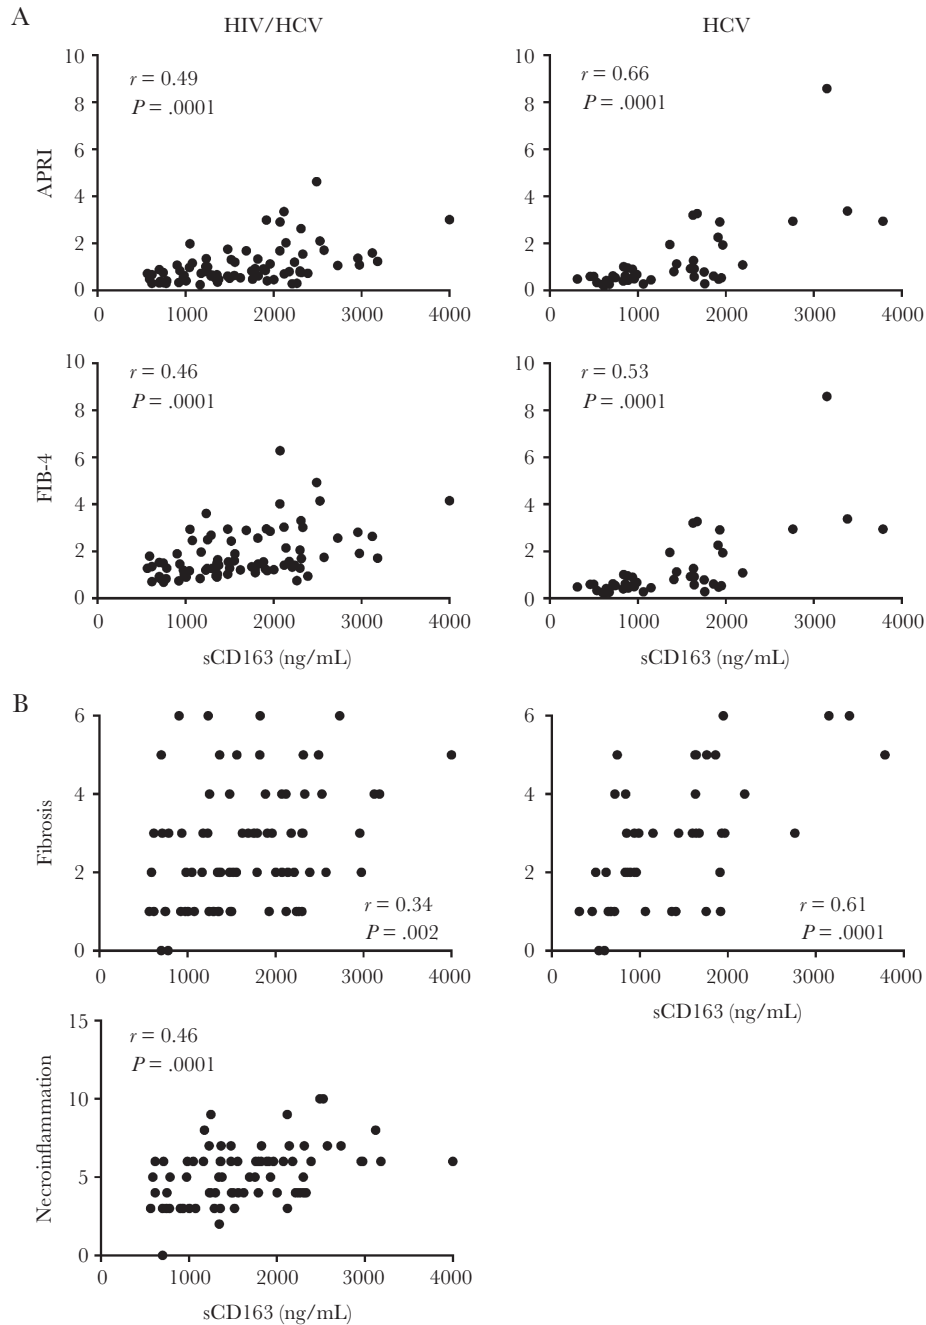 A
HIV/HCV
HCV
APRI
10
8
6
4
2
0
r = 0.49
P = .0001
0 1000 2000 3000 4000
10
8
6
4
2
0
r = 0.66
P = .0001
0 1000 2000 3000 4000
FIB-4
10
8
6
4
2
0
r = 0.46
P = .0001
0 1000 2000 3000 4000
sCD163 (ng/mL)
10
8
6
4
2
0
r = 0.53
P = .0001
0 1000 2000 3000 4000
sCD163 (ng/mL)
B
Fibrosis
6
4
2
0
r = 0.34
P = .002
0 1000 2000 3000 4000
6
4
2
0
r = 0.61
P = .0001
0 1000 2000 3000 4000
sCD163 (ng/mL)
Necroinflammation
15
10
5
0
r = 0.46
P = .0001
0 1000 2000 3000 4000
sCD163 (ng/mL)